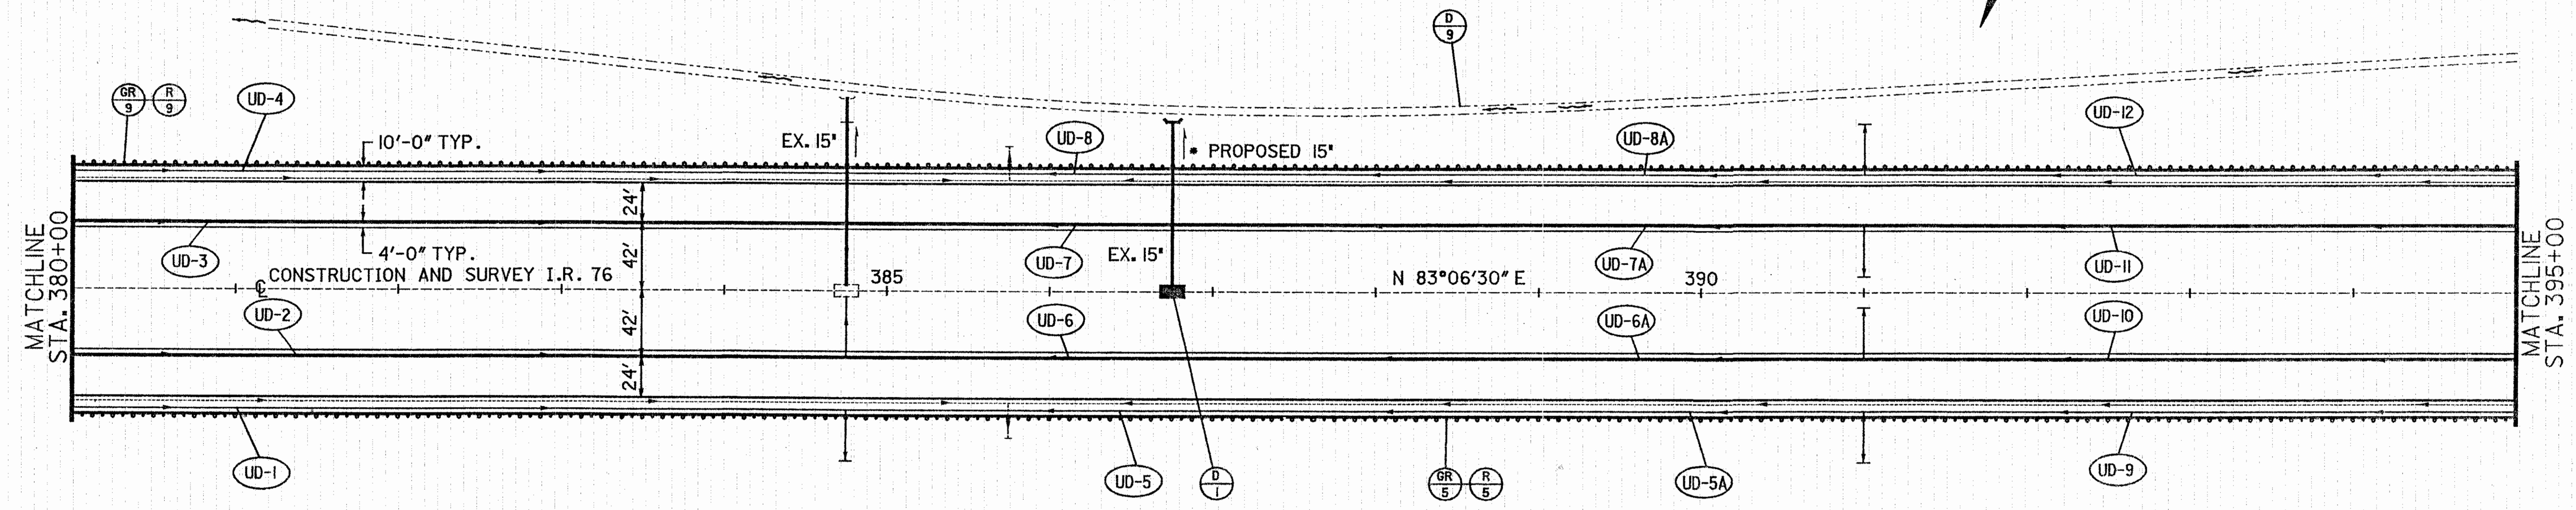 D
9
GR
9
R
9
UD-4
10'-0" TYP.
EX. 15"
UD-8
* PROPOSED 15"
UD-8A
UD-12
MATCHLINE
STA. 380+00
24'
UD-3
4'-0" TYP.
42'
UD-7
EX. 15"
UD-7A
UD-11
CONSTRUCTION AND SURVEY I.R. 76
385
N 83°06'30" E
390
UD-2
42'
UD-6
UD-6A
UD-10
24'
MATCHLINE
STA. 395+00
UD-1
UD-5
D
1
GR
5
R
5
UD-5A
UD-9